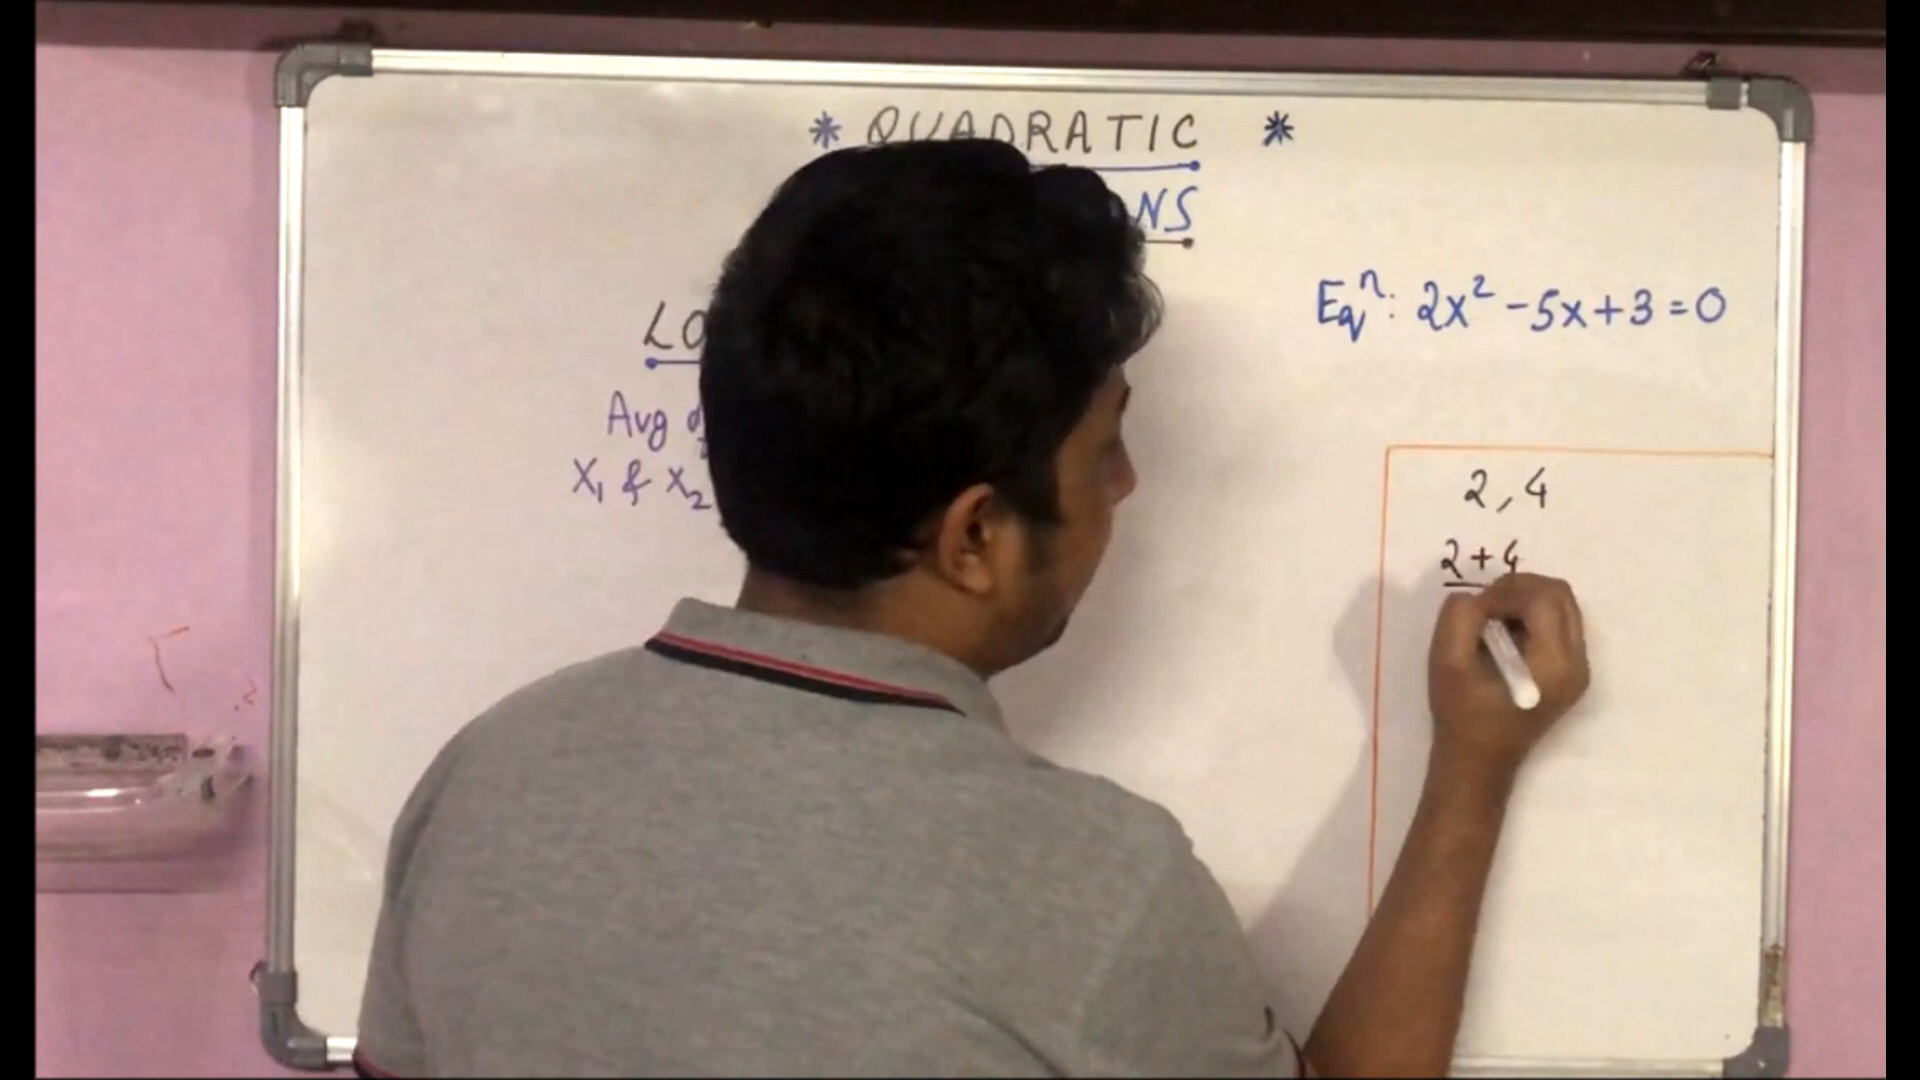 * QUADRATIC *
NS
Eqⁿ: 2x² - 5x + 3 = 0
LO
Avg
X₁ & X₂
2, 4
2 + 4